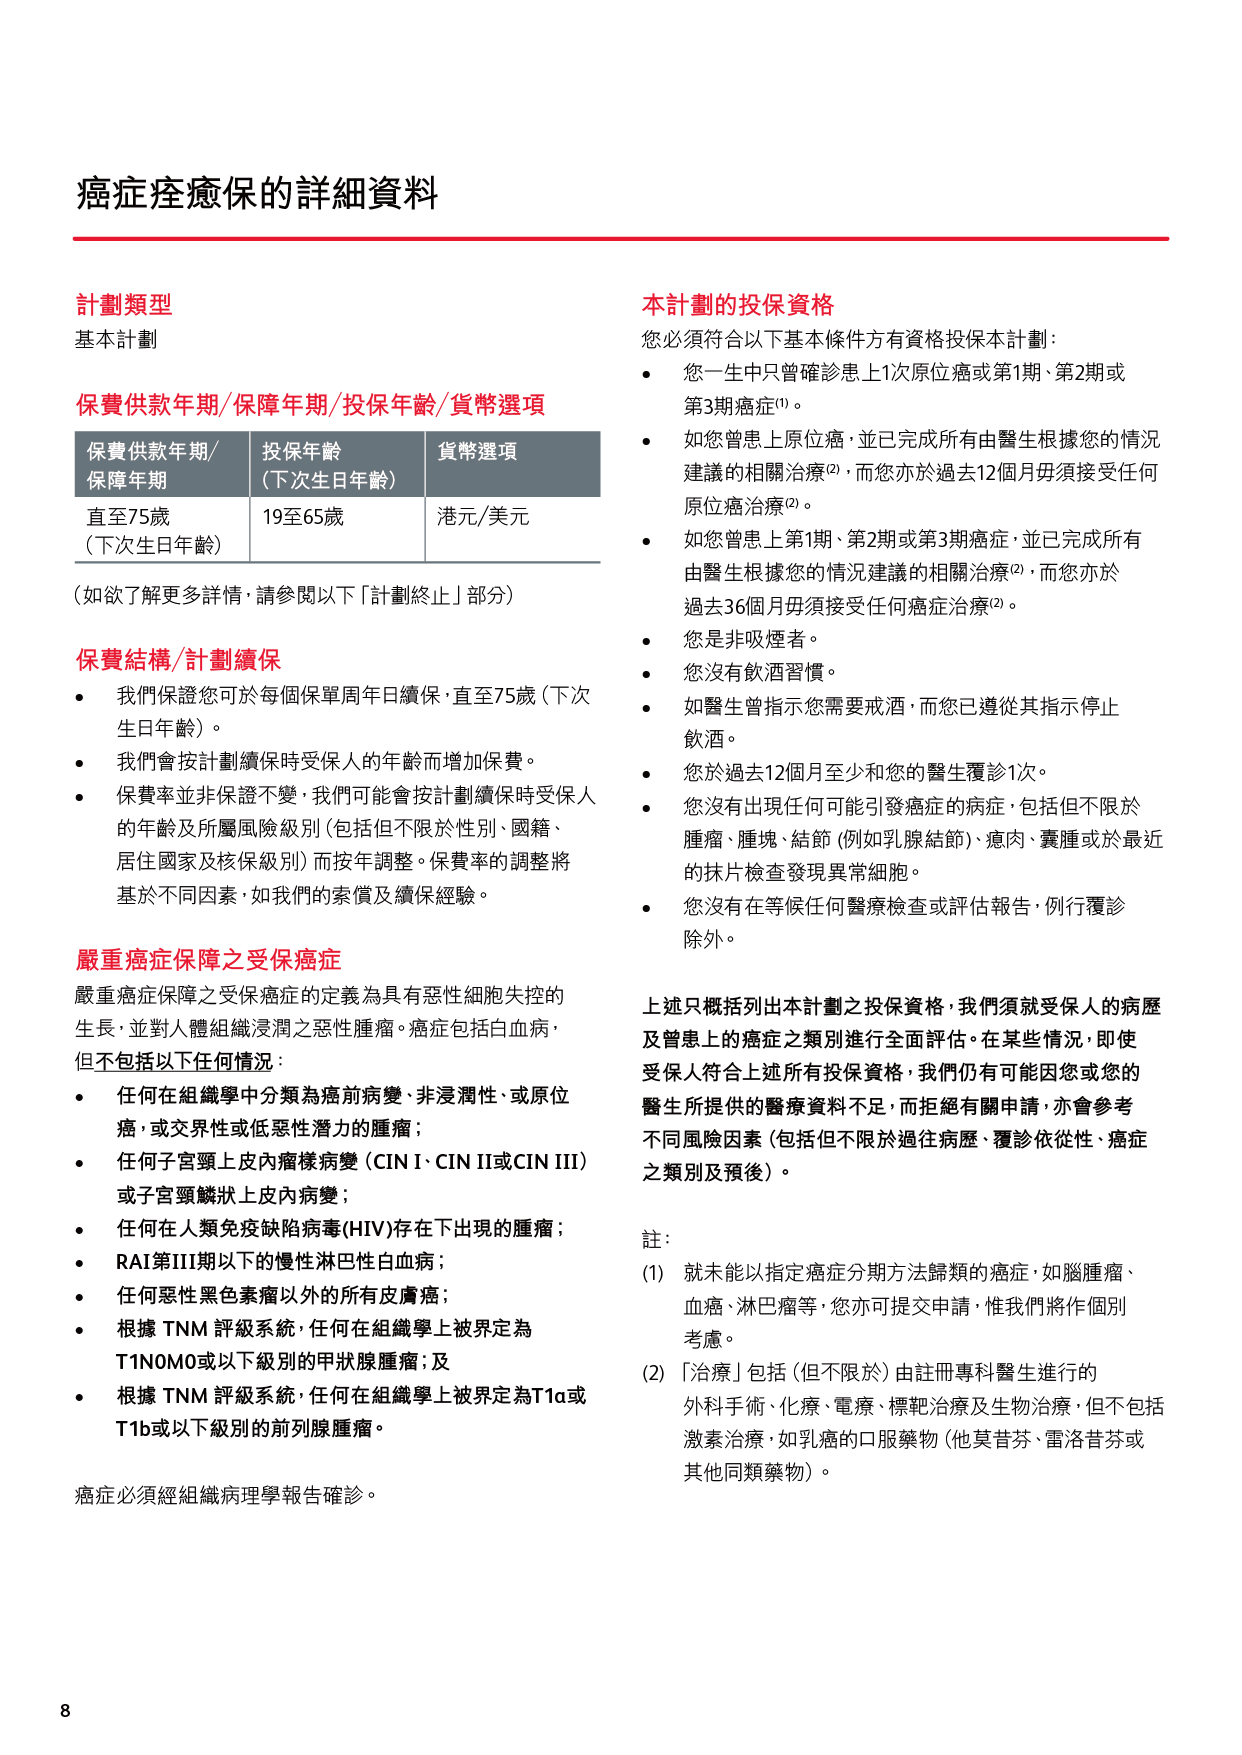 癌症痊癒保的詳細資料
計劃類型
基本計劃
保費供款年期/保障年期/投保年齡/貨幣選項
保費供款年期/
保障年期
投保年齡
（下次生日年齡）
貨幣選項
直至75歲
（下次生日年齡）
19至65歲
港元/美元
（如欲了解更多詳情，請參閱以下「計劃終止」部分）
保費結構/計劃續保
• 我們保證您可於每個保單周年日續保，直至75歲（下次
生日年齡）。
• 我們會按計劃續保時受保人的年齡而增加保費。
• 保費率並非保證不變，我們可能會按計劃續保時受保人
的年齡及所屬風險級別（包括但不限於性別、國籍、
居住國家及核保級別）而按年調整。保費率的調整將
基於不同因素，如我們的索償及續保經驗。
嚴重癌症保障之受保癌症
嚴重癌症保障之受保癌症的定義為具有惡性細胞失控的
生長，並對人體組織浸潤之惡性腫瘤。癌症包括白血病，
但不包括以下任何情況：
• 任何在組織學中分類為癌前病變、非浸潤性、或原位
癌，或交界性或低惡性潛力的腫瘤；
• 任何子宮頸上皮內瘤樣病變（CIN I、CIN II或CIN III）
或子宮頸鱗狀上皮內病變；
• 任何在人類免疫缺陷病毒(HIV)存在下出現的腫瘤；
• RAI第III期以下的慢性淋巴性白血病；
• 任何惡性黑色素瘤以外的所有皮膚癌；
• 根據 TNM 評級系統，任何在組織學上被界定為
T1N0M0或以下級別的甲狀腺腫瘤；及
• 根據 TNM 評級系統，任何在組織學上被界定為T1a或
T1b或以下級別的前列腺腫瘤。
癌症必須經組織病理學報告確診。
本計劃的投保資格
您必須符合以下基本條件方有資格投保本計劃：
• 您一生中只曾確診患上1次原位癌或第1期、第2期或
第3期癌症(1)。
• 如您曾患上原位癌，並已完成所有由醫生根據您的情況
建議的相關治療(2)，而您亦於過去12個月毋須接受任何
原位癌治療(2)。
• 如您曾患上第1期、第2期或第3期癌症，並已完成所有
由醫生根據您的情況建議的相關治療(2)，而您亦於
過去36個月毋須接受任何癌症治療(2)。
• 您是非吸煙者。
• 您沒有飲酒習慣。
• 如醫生曾指示您需要戒酒，而您已遵從其指示停止
飲酒。
• 您於過去12個月至少和您的醫生覆診1次。
• 您沒有出現任何可能引發癌症的病症，包括但不限於
腫瘤、腫塊、結節 (例如乳腺結節)、瘜肉、囊腫或於最近
的抹片檢查發現異常細胞。
• 您沒有在等候任何醫療檢查或評估報告，例行覆診
除外。
上述只概括列出本計劃之投保資格，我們須就受保人的病歷
及曾患上的癌症之類別進行全面評估。在某些情況，即使
受保人符合上述所有投保資格，我們仍有可能因您或您的
醫生所提供的醫療資料不足，而拒絕有關申請，亦會參考
不同風險因素（包括但不限於過往病歷、覆診依從性、癌症
之類別及預後）。
註：
(1) 就未能以指定癌症分期方法歸類的癌症，如腦腫瘤、
血癌、淋巴瘤等，您亦可提交申請，惟我們將作個別
考慮。
(2) 「治療」包括（但不限於）由註冊專科醫生進行的
外科手術、化療、電療、標靶治療及生物治療，但不包括
激素治療，如乳癌的口服藥物（他莫昔芬、雷洛昔芬或
其他同類藥物）。
8